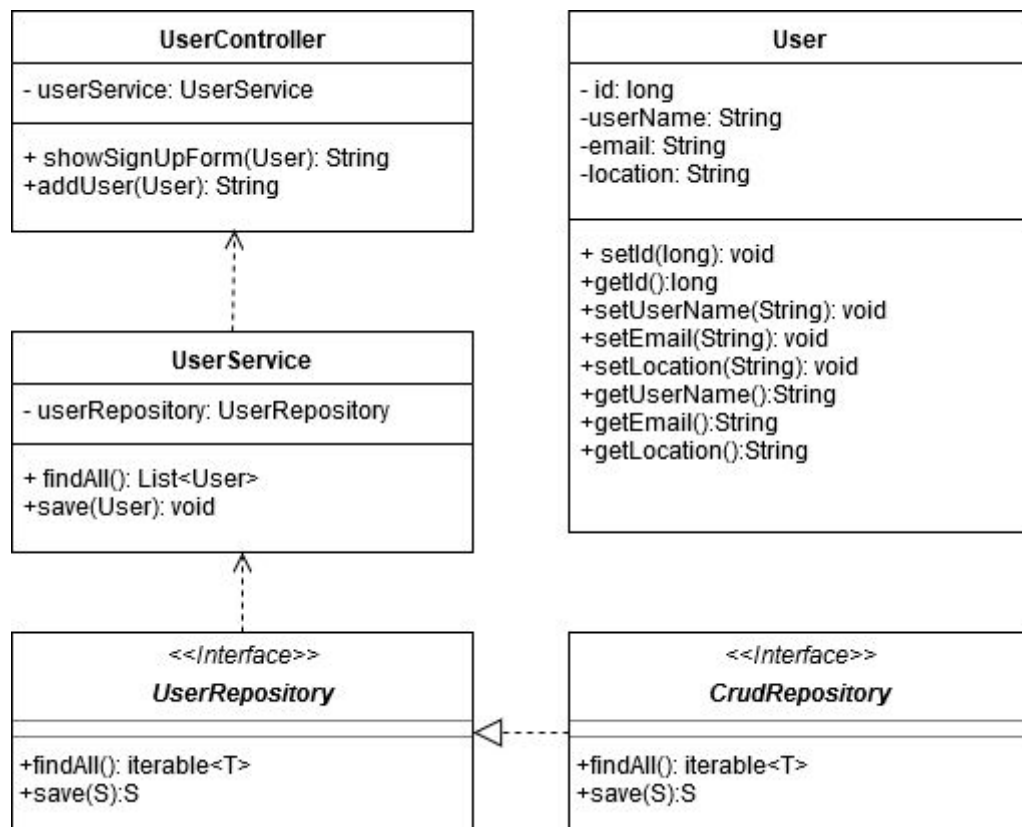 UserController
- userService: UserService
+ showSignUpForm(User): String
+addUser(User): String
User
- id: long
-userName: String
-email: String
-location: String
+ setId(long): void
+getId():long
+setUserName(String): void
+setEmail(String): void
+setLocation(String): void
+getUserName():String
+getEmail():String
+getLocation():String
UserService
- userRepository: UserRepository
+ findAll(): List<User>
+save(User): void
<<Interface>>
UserRepository
+findAll(): iterable<T>
+save(S):S
<<Interface>>
CrudRepository
+findAll(): iterable<T>
+save(S):S